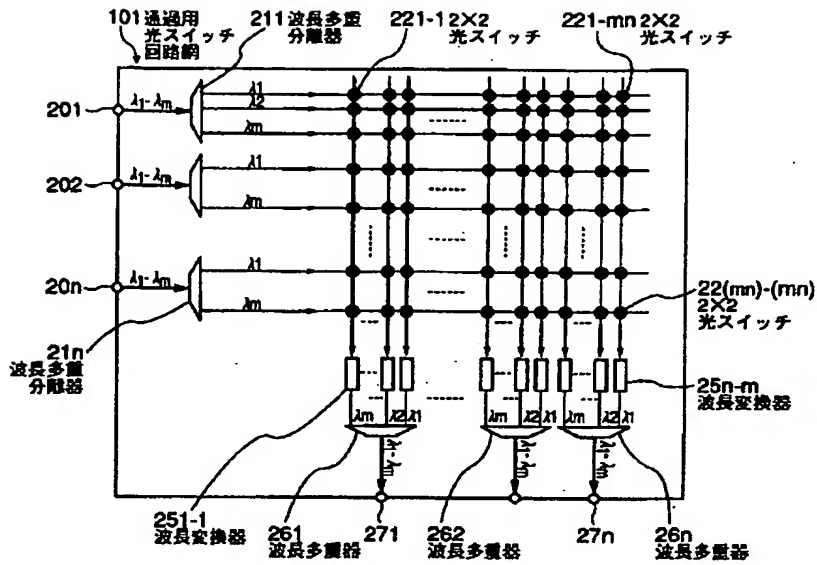 101通過用
光スイッチ
回路網
211波長多重
分離器
221-1 2×2
光スイッチ
221-mn 2×2
光スイッチ
201
λ1-λm
λ1
λ2
λm
202
λ1-λm
λ1
λm
20n
λ1-λm
λ1
λm
22(mn)-(mn)
2×2
光スイッチ
21n
波長多重
分離器
25n-m
波長変換器
λm λ2 λ1
λm λ2 λ1
λm λ2 λ1
λ1-λm
λ1-λm
λ1-λm
251-1
波長変換器
261
波長多重器
271
262
波長多重器
27n
26n
波長多重器